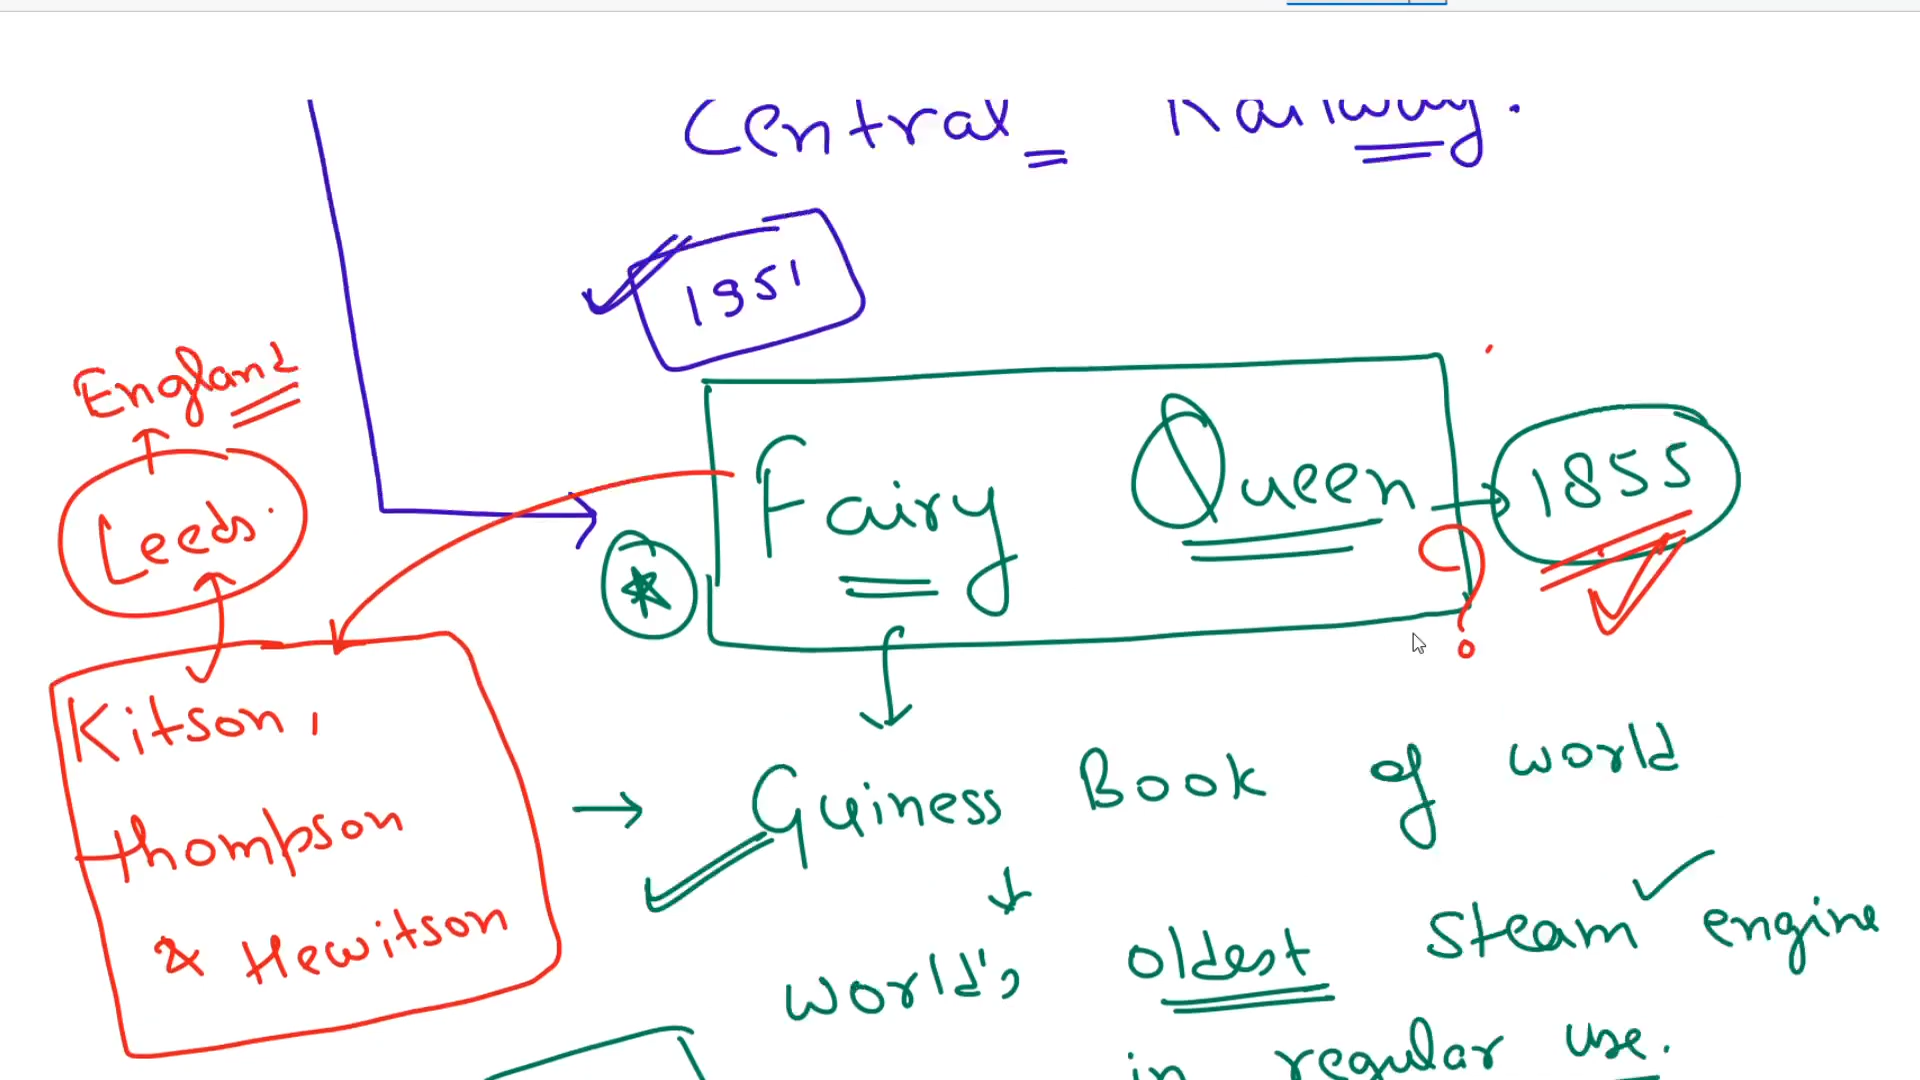 Central Railway.
1951
England
Leeds
Fairy Queen → 1855 ?
Kitson,
Thompson
& Hewitson
→ Guiness Book of world
world's oldest steam engine
in regular use.